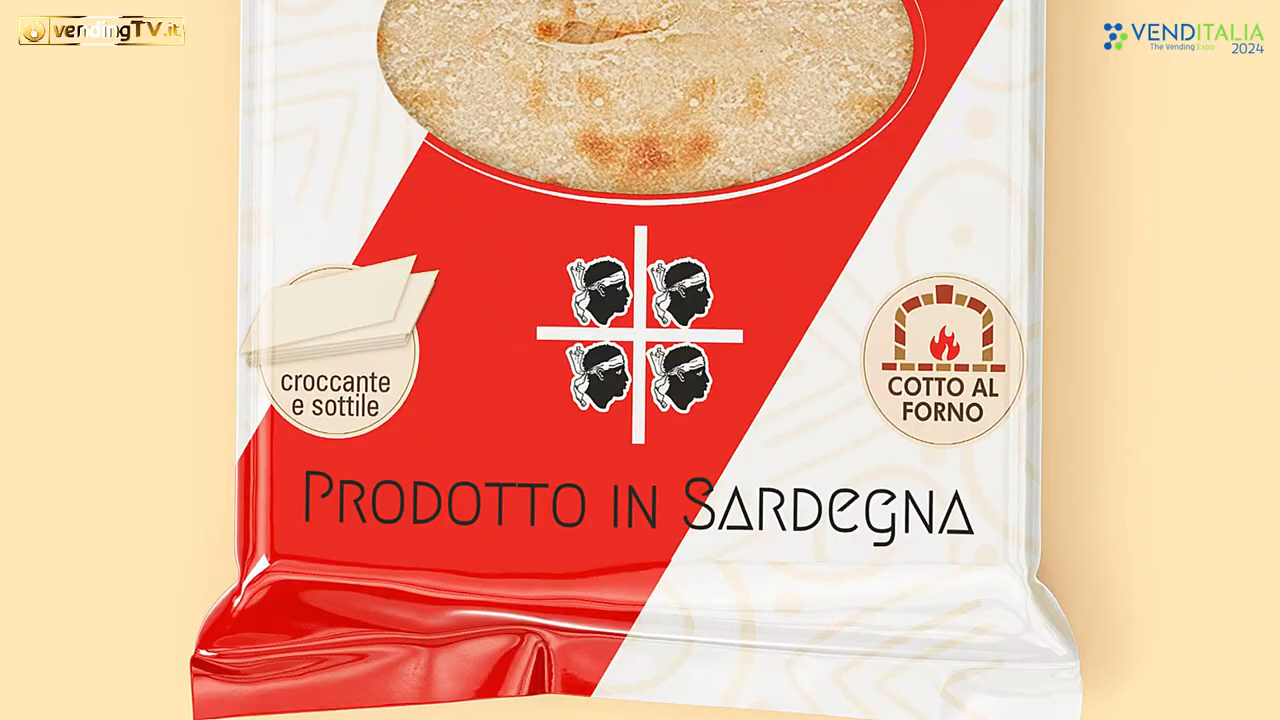 vendingTV.it
VENDITALIA
The Vending Expo
2024
croccante
e sottile
COTTO AL
FORNO
PRODOTTO IN SARDEGNA